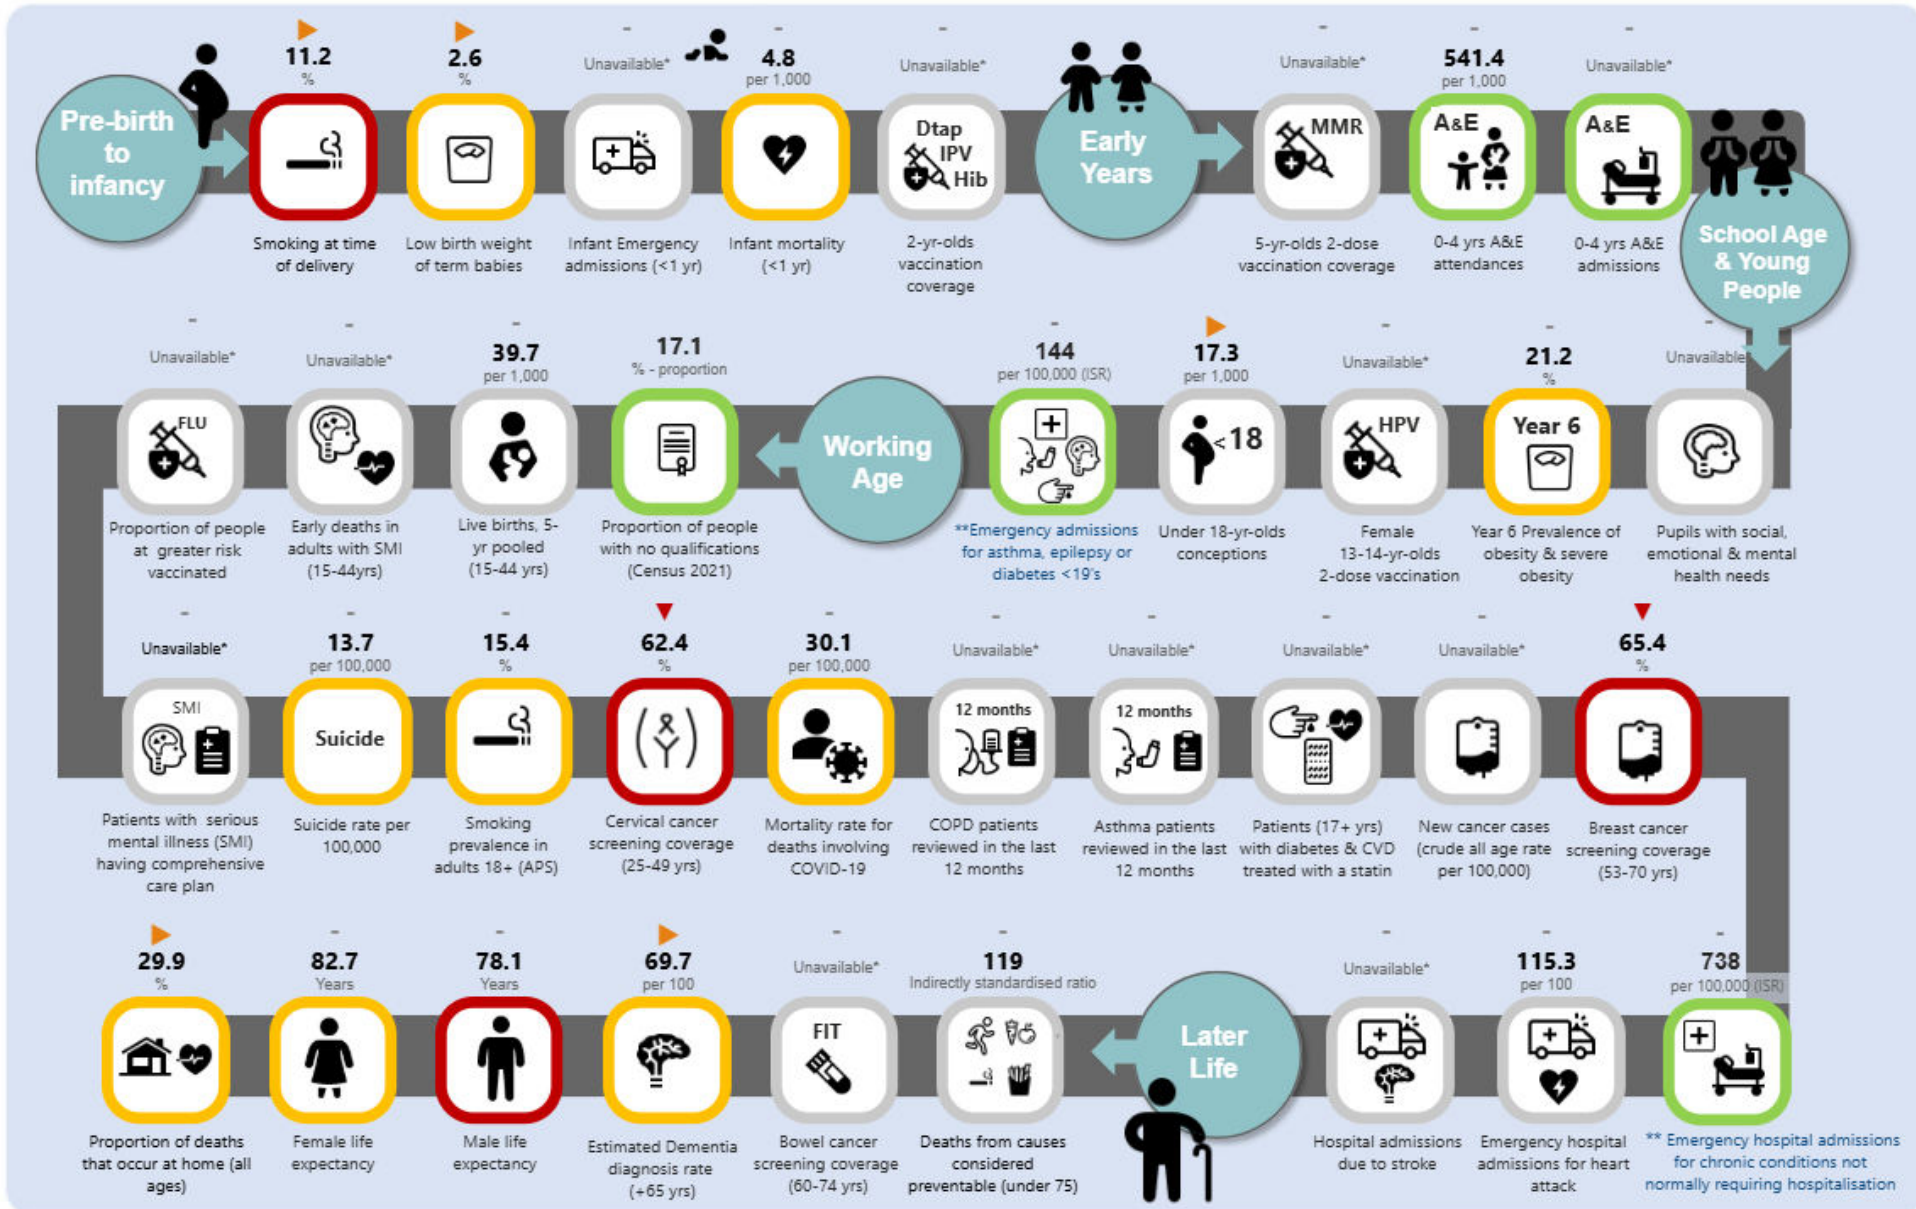 Pre-birth
to
infancy
11.2
%
Smoking at time
of delivery
2.6
%
Low birth weight
of term babies
-
Unavailable*
Infant Emergency
admissions (<1 yr)
-
4.8
per 1,000
Infant mortality
(<1 yr)
-
Unavailable*
Dtap
IPV
Hib
2-yr-olds
vaccination
coverage
Early
Years
-
Unavailable*
MMR
5-yr-olds 2-dose
vaccination coverage
-
541.4
per 1,000
A&E
0-4 yrs A&E
attendances
-
Unavailable*
A&E
0-4 yrs A&E
admissions
School Age
& Young
People
-
Unavailable
Pupils with social,
emotional & mental
health needs
-
21.2
%
Year 6
Year 6 Prevalence of
obesity & severe
obesity
-
Unavailable*
HPV
Female
13-14-yr-olds
2-dose vaccination
17.3
per 1,000
<18
Under 18-yr-olds
conceptions
-
144
per 100,000 (ISR)
**Emergency admissions
for asthma, epilepsy or
diabetes <19's
Working
Age
17.1
% - proportion
Proportion of people
with no qualifications
(Census 2021)
-
39.7
per 1,000
Live births, 5-
yr pooled
(15-44 yrs)
-
Unavailable*
Early deaths in
adults with SMI
(15-44yrs)
-
Unavailable*
FLU
Proportion of people
at greater risk
vaccinated
-
Unavailable*
SMI
Patients with serious
mental illness (SMI)
having comprehensive
care plan
-
13.7
per 100,000
Suicide
Suicide rate per
100,000
-
15.4
%
Smoking
prevalence in
adults 18+ (APS)
62.4
%
Cervical cancer
screening coverage
(25-49 yrs)
-
30.1
per 100,000
Mortality rate for
deaths involving
COVID-19
-
Unavailable*
12 months
COPD patients
reviewed in the last
12 months
-
Unavailable*
12 months
Asthma patients
reviewed in the last
12 months
-
Unavailable*
Patients (17+ yrs)
with diabetes & CVD
treated with a statin
-
Unavailable*
New cancer cases
(crude all age rate
per 100,000)
65.4
%
Breast cancer
screening coverage
(53-70 yrs)
-
738
per 100,000 (ISR)
** Emergency hospital admissions
for chronic conditions not
normally requiring hospitalisation
-
115.3
per 100
Emergency hospital
admissions for heart
attack
-
Unavailable*
Hospital admissions
due to stroke
Later
Life
-
119
Indirectly standardised ratio
Deaths from causes
considered
preventable (under 75)
-
Unavailable*
FIT
Bowel cancer
screening coverage
(60-74 yrs)
69.7
per 100
Estimated Dementia
diagnosis rate
(+65 yrs)
-
78.1
Years
Male life
expectancy
-
82.7
Years
Female life
expectancy
29.9
%
Proportion of deaths
that occur at home (all
ages)